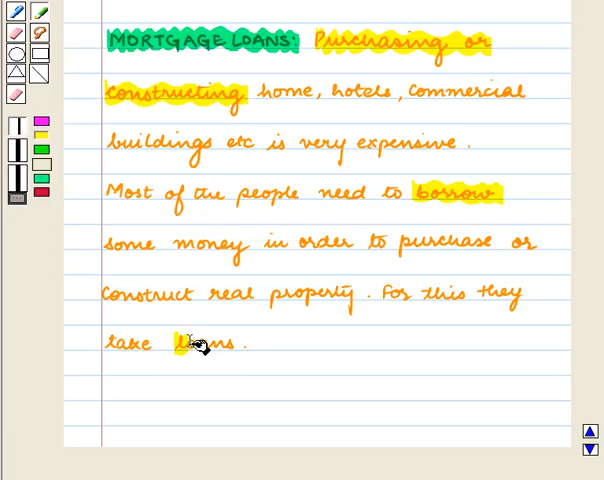 MORTGAGE LOANS: Purchasing or
constructing home, hotels, commercial
buildings etc is very expensive.
Most of the people need to borrow
some money in order to purchase or
construct real property. For this they
take loans.